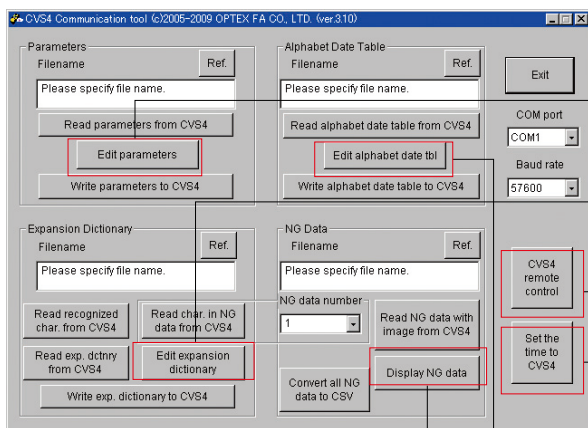 CVS4 Communication tool (c)2005-2009 OPTEX FA CO., LTD. (ver.3.10)
Parameters
Filename
Ref.
Please specify file name.
Read parameters from CVS4
Edit parameters
Write parameters to CVS4
Alphabet Date Table
Filename
Ref.
Please specify file name.
Read alphabet date table from CVS4
Edit alphabet date tbl
Write alphabet date table to CVS4
Exit
COM port
COM1
Baud rate
57600
Expansion Dictionary
Filename
Ref.
Please specify file name.
Read recognized
char. from CVS4
Read char. in NG
data from CVS4
Read exp. dctnry
from CVS4
Edit expansion
dictionary
Write exp. dictionary to CVS4
NG Data
Filename
Ref.
Please specify file name.
NG data number
1
Read NG data with
image from CVS4
Convert all NG
data to CSV
Display NG data
CVS4
remote
control
Set the
time to
CVS4